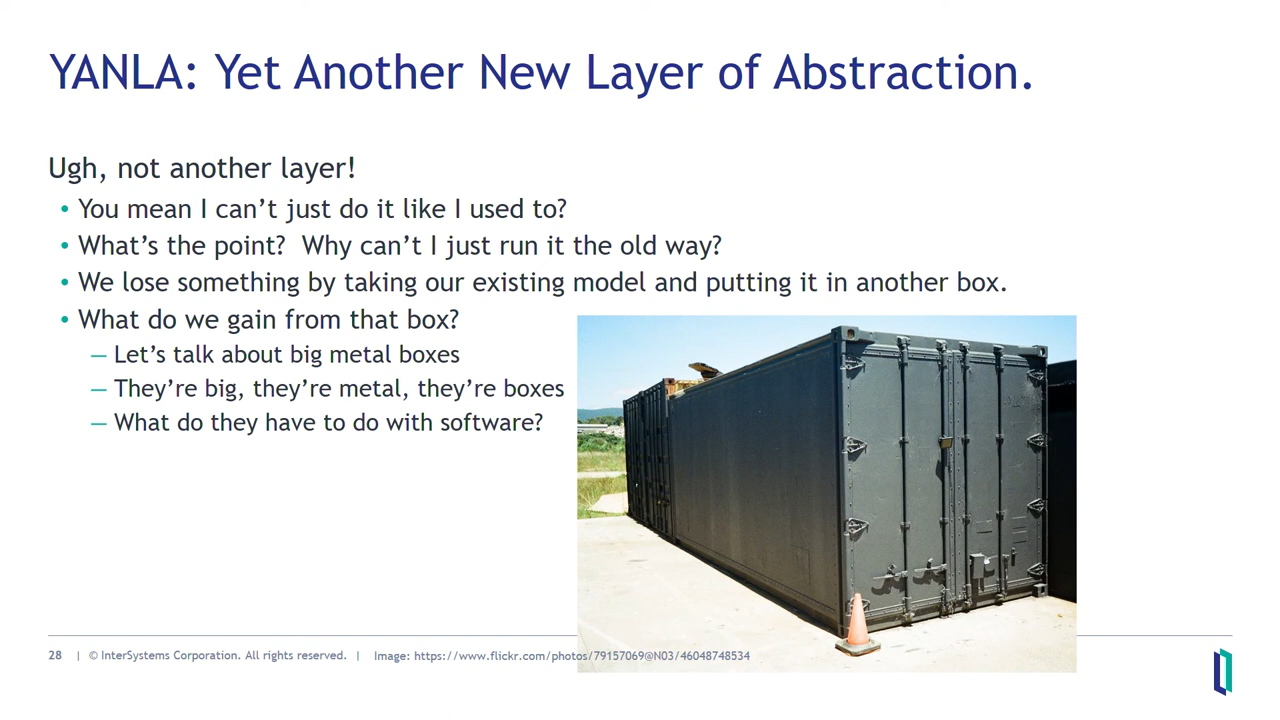 YANLA: Yet Another New Layer of Abstraction.
Ugh, not another layer!
• You mean I can't just do it like I used to?
• What's the point?  Why can't I just run it the old way?
• We lose something by taking our existing model and putting it in another box.
• What do we gain from that box?
— Let's talk about big metal boxes
— They're big, they're metal, they're boxes
— What do they have to do with software?
28 | © InterSystems Corporation. All rights reserved. | Image: https://www.flickr.com/photos/79157069@N03/46048748534